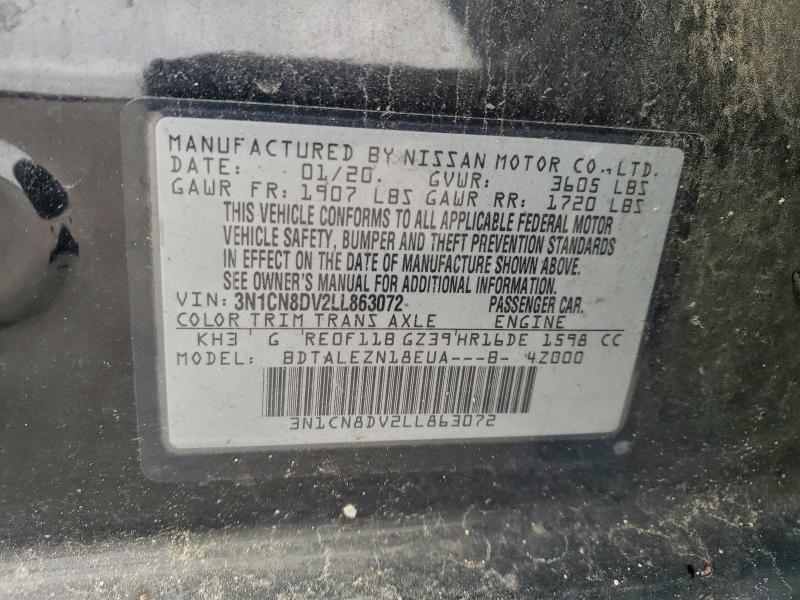 MANUFACTURED BY NISSAN MOTOR CO.,LTD.
DATE: 01/20. GVWR: 3605 LBS
GAWR FR: 1907 LBS GAWR RR: 1720 LBS
THIS VEHICLE CONFORMS TO ALL APPLICABLE FEDERAL MOTOR
VEHICLE SAFETY, BUMPER AND THEFT PREVENTION STANDARDS
IN EFFECT ON THE DATE OF MANUFACTURE SHOWN ABOVE.
SEE OWNER'S MANUAL FOR ADDITIONAL INFORMATION.
VIN: 3N1CN8DV2LL863072 PASSENGER CAR.
COLOR TRIM TRANS AXLE ENGINE
KH3 ' G 'RE0F11B GZ39'HR16DE 1598 CC
MODEL: BDTALEZN18EUA---B- 4Z000
3N1CN8DV2LL863072